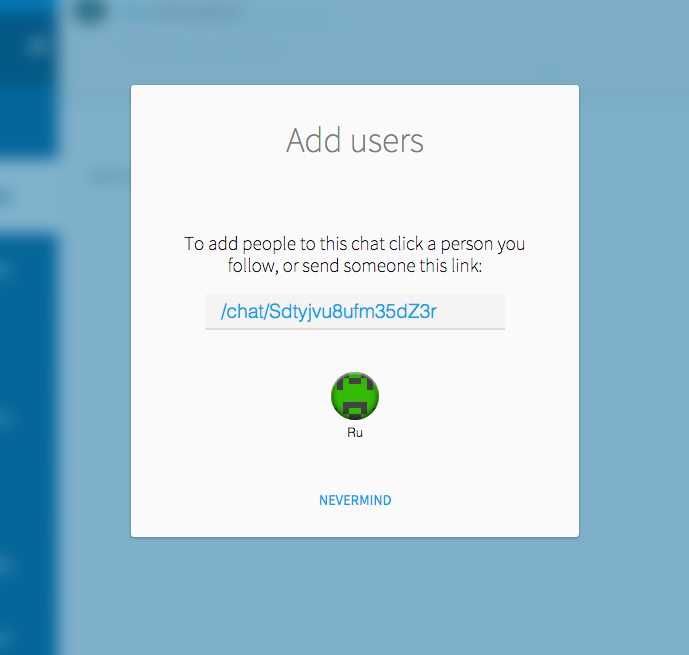 Add users
To add people to this chat click a person you
follow, or send someone this link:
/chat/Sdtyjvu8ufm35dZ3r
Ru
NEVERMIND